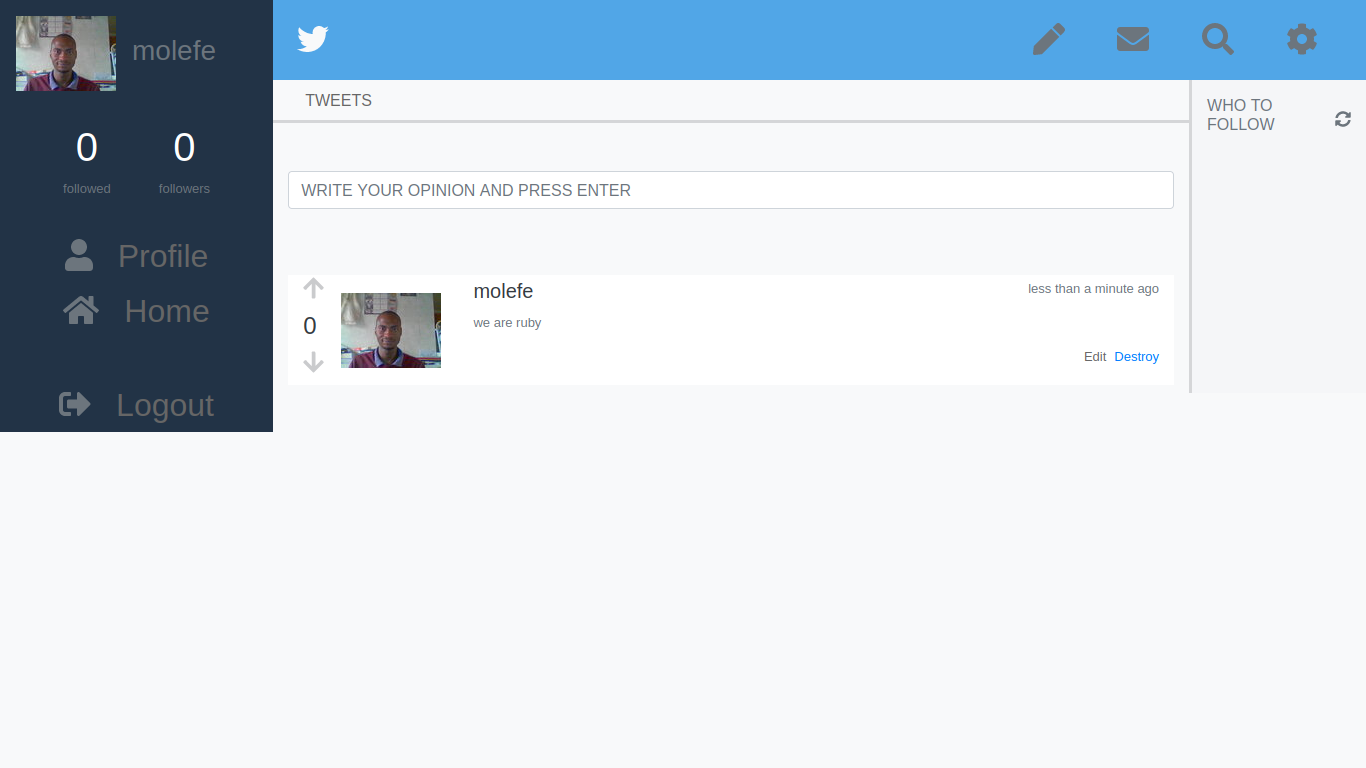 molefe
0
0
followed
followers
Profile
Home
Logout
TWEETS
WRITE YOUR OPINION AND PRESS ENTER
0
molefe
less than a minute ago
we are ruby
Edit Destroy
WHO TO
FOLLOW